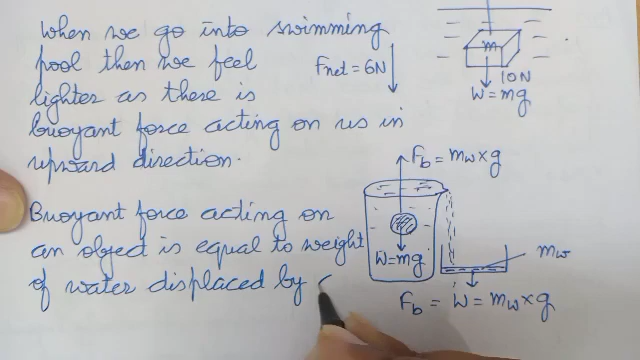 When we go into swimming
pool then we feel
lighter as there is
buoyant force acting on us in
upward direction.
Fnet = 6N
m
10N
W = mg
Buoyant force acting on
an object is equal to weight
of water displaced by
Fb = mw×g
W = mg
mw
Fb = W = mw×g